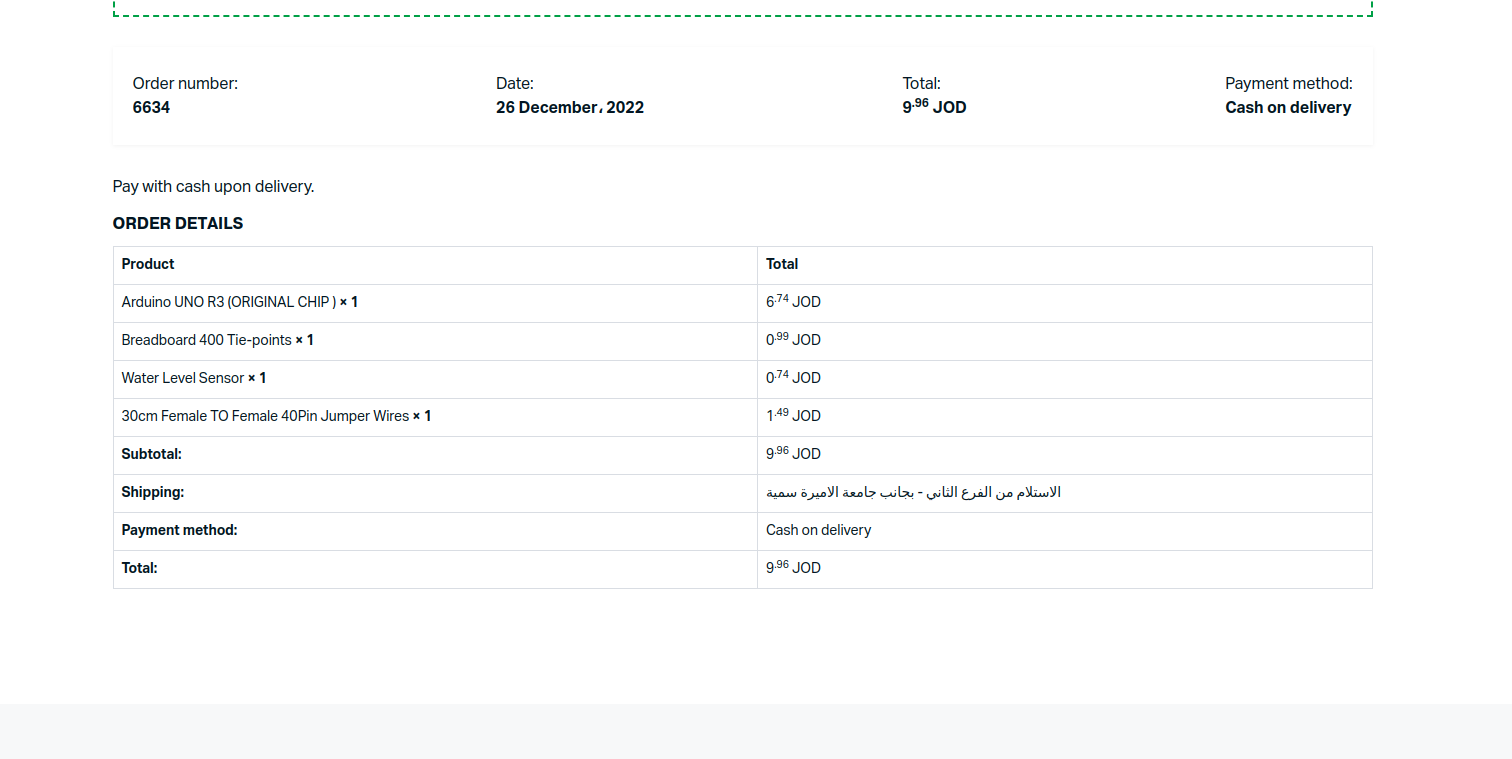 Order number: Date: Total: Payment method:
6634 26 December، 2022 9.96 JOD Cash on delivery
Pay with cash upon delivery.
ORDER DETAILS
Product Total
Arduino UNO R3 (ORIGINAL CHIP ) × 1 6.74 JOD
Breadboard 400 Tie-points × 1 0.99 JOD
Water Level Sensor × 1 0.74 JOD
30cm Female TO Female 40Pin Jumper Wires × 1 1.49 JOD
Subtotal: 9.96 JOD
Shipping: الاستلام من الفرع الثاني - بجانب جامعة الاميرة سمية
Payment method: Cash on delivery
Total: 9.96 JOD